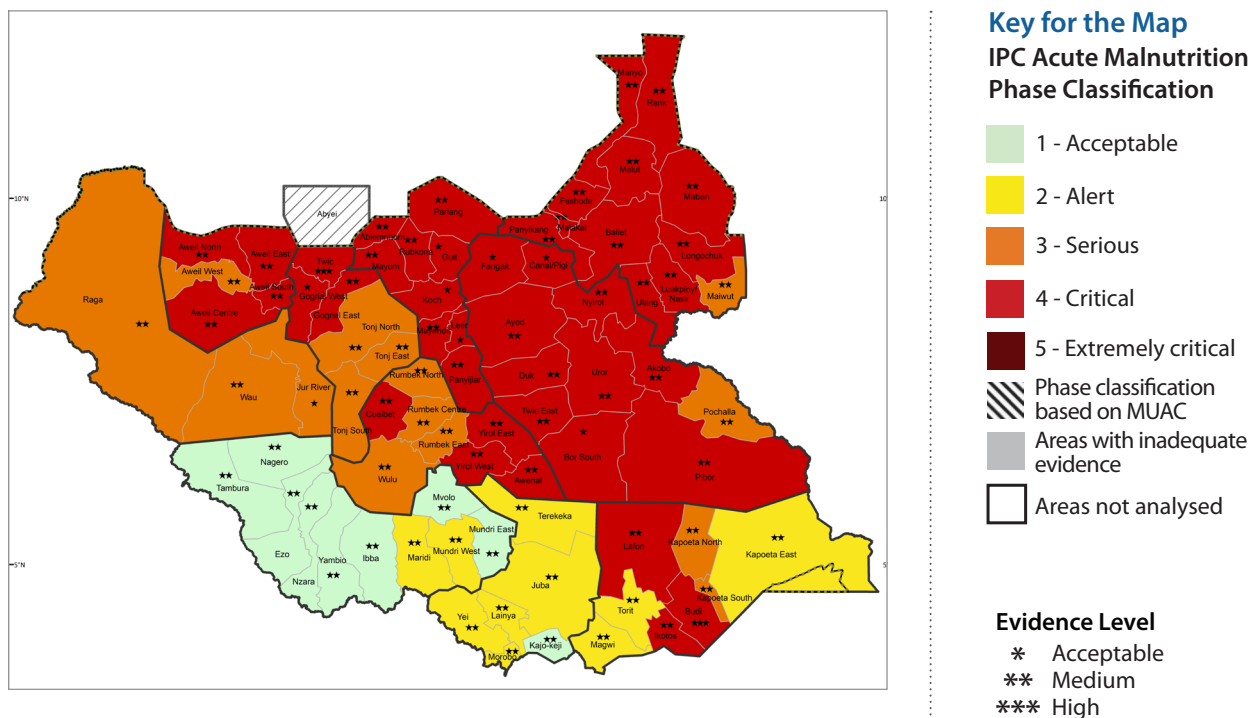 Key for the Map
IPC Acute Malnutrition
Phase Classification
1 - Acceptable
2 - Alert
3 - Serious
4 - Critical
5 - Extremely critical
Phase classification
based on MUAC
Areas with inadequate
evidence
Areas not analysed
Evidence Level
* Acceptable
** Medium
*** High
10°N
10
5°N
5
Manyo
★★
Renk
★★
Melut
★★
Maban
★★
Fashoda
★★
Malakal
★★
Panyikang
★★
Baliet
★★
Longochuk
★★
Luakpiny/
Nasir
★★
Maiwut
★★
Ulang
★★
Nyirol
★★
Canal/Pigi
★
Fangak
★
Abyei
Pariang
★★
Abiemnhom
★★
Rubkona
★★
Guit
★
Mayom
★★
Koch
★
Mayendit
★★
Leer
★
Panyijiar
★★
Twic
★★★
Gogrial West
★
Gogrial East
★★
Aweil North
★★
Aweil East
★★
Aweil West
★★
Aweil South
★★
Aweil Centre
★★
Raga
★★
Wau
★★
Jur River
★
Tonj North
★★
Tonj East
★★
Tonj South
★★
Rumbek North
★★
Cueibet
★★
Rumbek Centre
★★
Rumbek East
★★
Wulu
★★
Yirol East
★★
Yirol West
★★
Awerial
★★
Ayod
★★
Duk
★★
Uror
★★
Akobo
★★
Twic East
★★
Bor South
★
Pochalla
★★
Pibor
★★
Nagero
★★
Tambura
★★
★★
★★
Ezo
Yambio
★★
Nzara
Ibba
★★
Maridi
★★
Mvolo
★★
Mundri East
★★
Mundri West
★★
Terekeka
★★
Juba
★★
Lainya
★★
Yei
★★
Morobo
★★
Kajo-keji
★★
Lafon
★★
Torit
★★
Magwi
★★
Ikotos
★★
Budi
★★★
Kapoeta North
★★
Kapoeta South
★★
Kapoeta East
★★